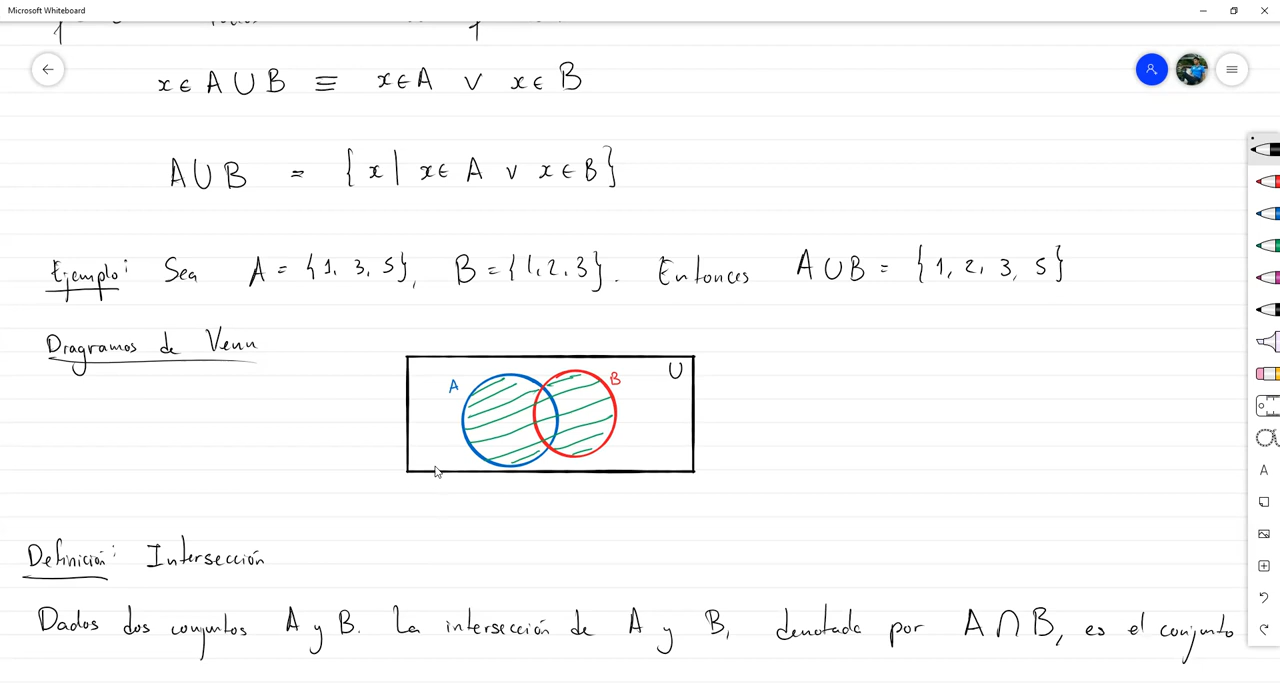 Microsoft Whiteboard
x ∈ A ∪ B ≡ x ∈ A ∨ x ∈ B
A ∪ B = { x | x ∈ A ∨ x ∈ B }
Ejemplo: Sea A = {1, 3, 5}, B = {1, 2, 3}. Entonces A ∪ B = {1, 2, 3, 5}
Diagramas de Venn
U
A
B
Definición: Intersección
Dados dos conjuntos A y B. La intersección de A y B, denotada por A ∩ B, es el conjunto